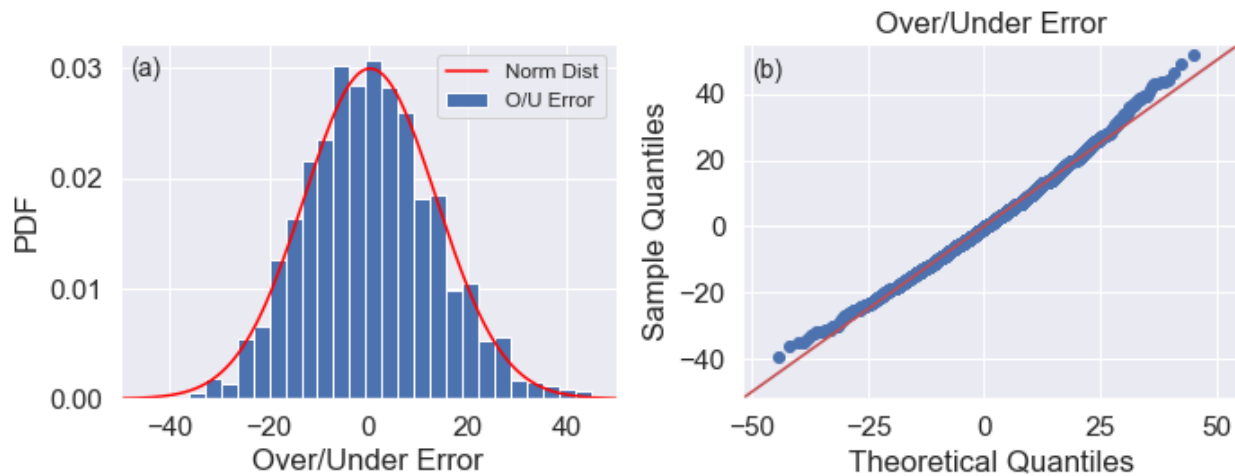 (a)
Norm Dist
O/U Error
0.03
0.02
0.01
0.00
PDF
−40 −20 0 20 40
Over/Under Error
Over/Under Error
(b)
40
20
0
−20
−40
Sample Quantiles
−50 −25 0 25 50
Theoretical Quantiles